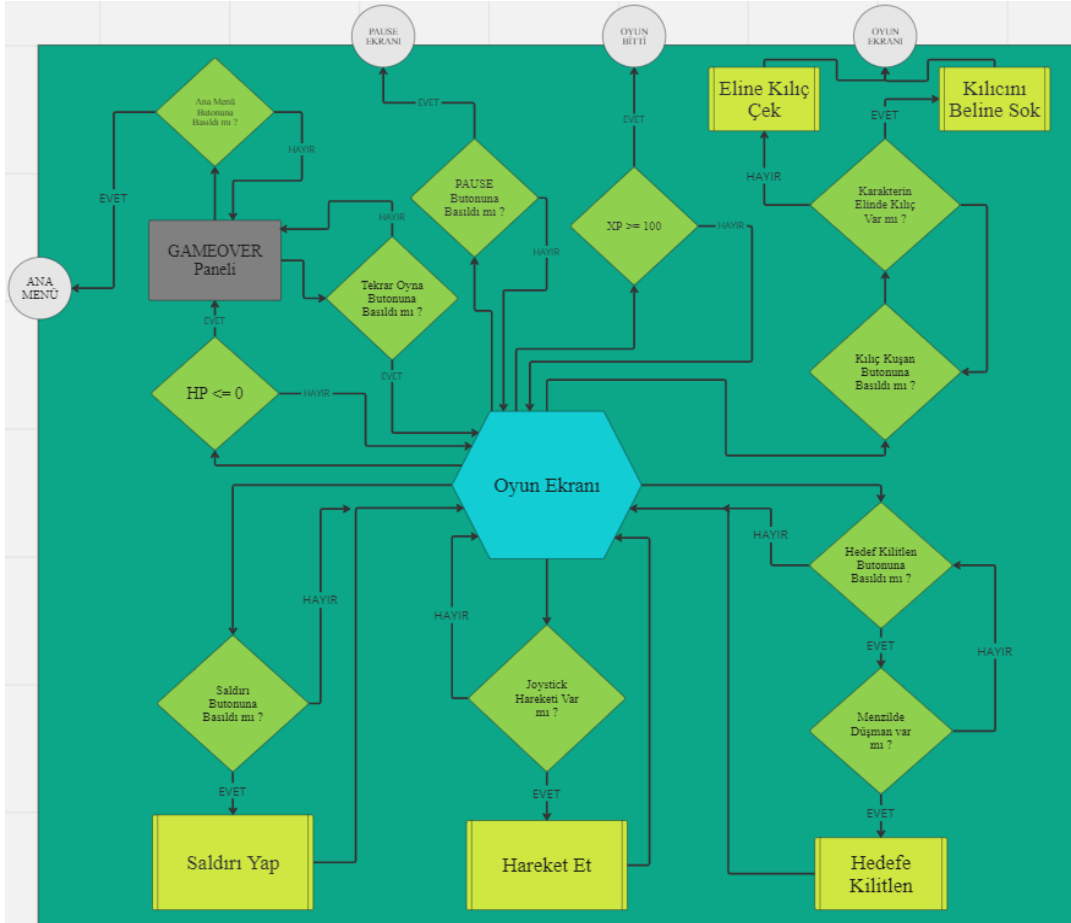 PAUSE
EKRANI
OYUN
BİTTİ
OYUN
EKRANI
Eline Kılıç
Çek
Kılıcını
Beline Sok
Ana Menü
Butonuna
Basıldı mı ?
EVET
HAYIR
EVET
PAUSE
Butonuna
Basıldı mı ?
HAYIR
EVET
XP >= 100
HAYIR
EVET
HAYIR
Karakterin
Elinde Kılıç
Var mı ?
GAMEOVER
Paneli
HAYIR
Tekrar Oyna
Butonuna
Basıldı mı ?
EVET
ANA
MENÜ
EVET
HP <= 0
HAYIR
Kılıç Kuşan
Butonuna
Basıldı mı ?
Oyun Ekranı
HAYIR
Hedef Kilitlen
Butonuna
Basıldı mı ?
HAYIR
HAYIR
EVET
HAYIR
Saldırı
Butonuna
Basıldı mı ?
Joystick
Hareketi Var
mı ?
Menzilde
Düşman var
mı ?
EVET
EVET
EVET
Saldırı Yap
Hareket Et
Hedefe
Kilitlen